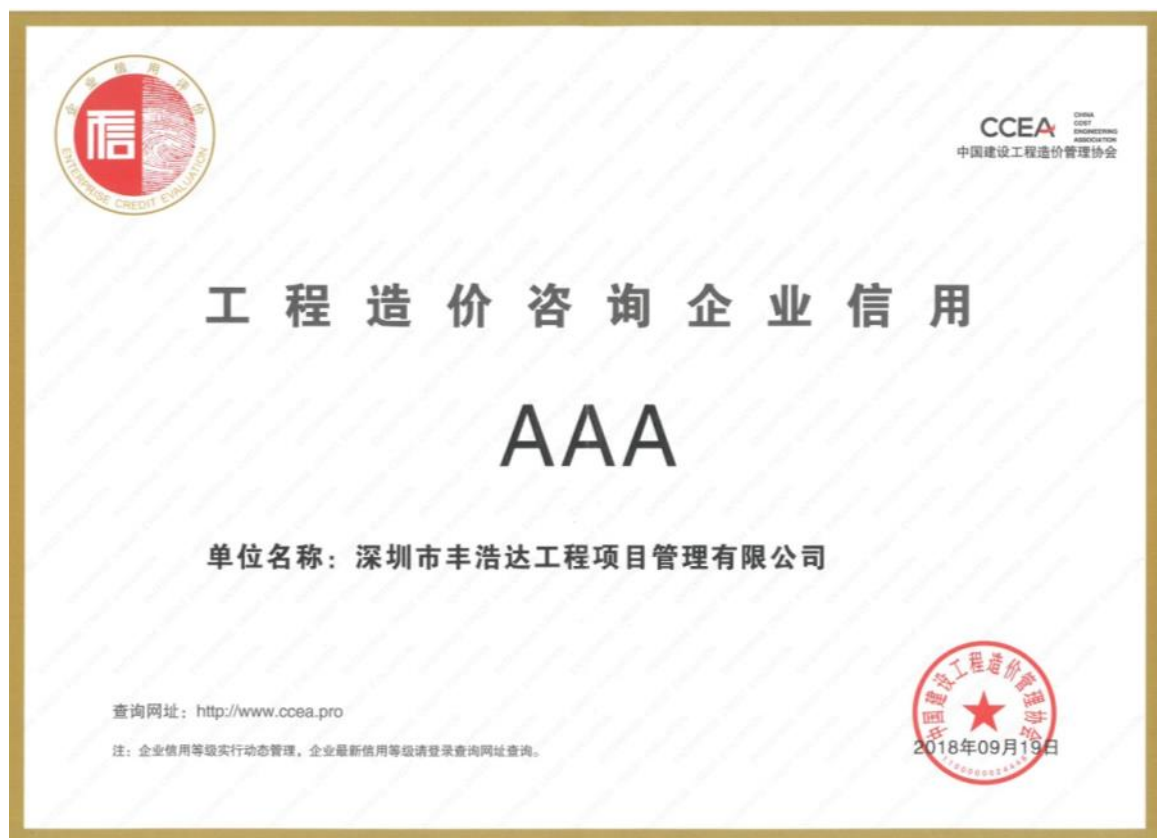 企业信用评价
信
ENTERPRISE CREDIT EVALUATION
CCEA
CHINA
COST
ENGINEERING
ASSOCIATION
中国建设工程造价管理协会
工程造价咨询企业信用
AAA
单位名称：深圳市丰浩达工程项目管理有限公司
查询网址：http://www.ccea.pro
注：企业信用等级实行动态管理，企业最新信用等级请登录查询网址查询。
中国建设工程造价管理协会
2018年09月19日